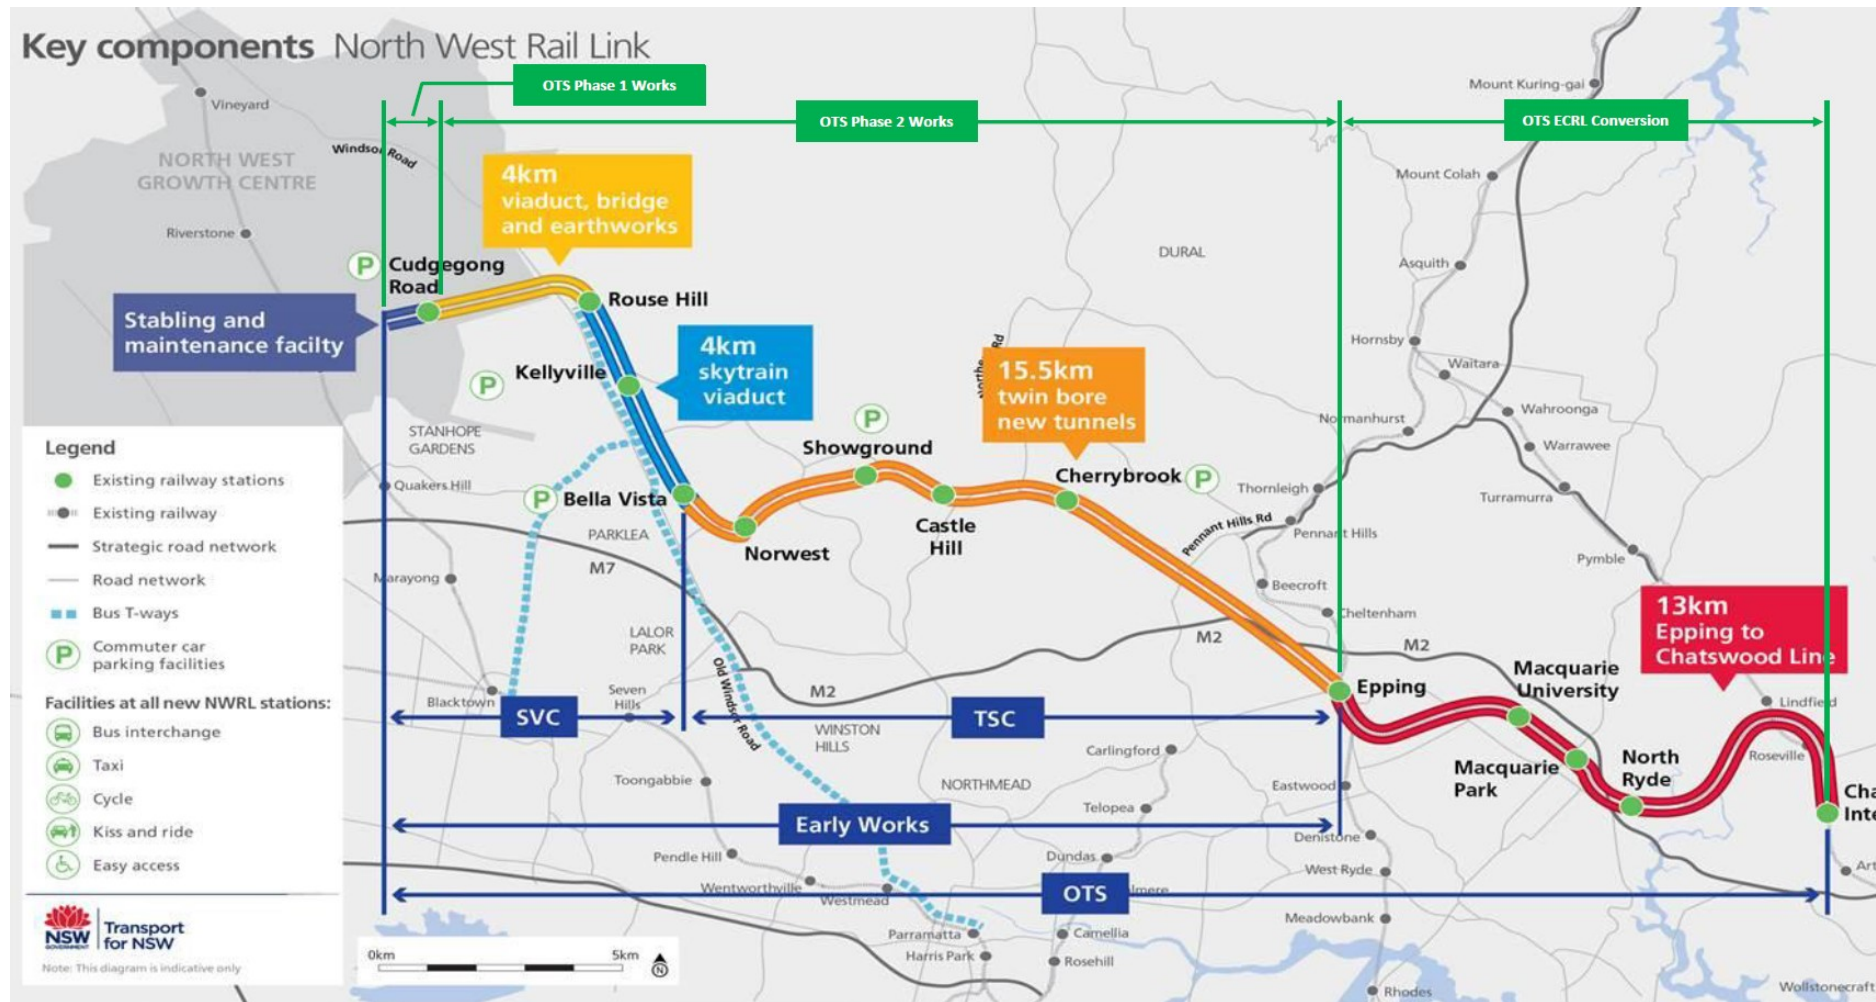 Key components North West Rail Link
OTS Phase 1 Works
OTS Phase 2 Works
OTS ECRL Conversion
Mount Kuring-gai
Vineyard
Windsor Road
NORTH WEST
GROWTH CENTRE
4km
viaduct, bridge
and earthworks
Mount Colah
Riverstone
DURAL
Asquith
P
Cudgegong
Road
Rouse Hill
Stabling and
maintenance facilty
4km
skytrain
viaduct
Kellyville
P
15.5km
twin bore
new tunnels
Rd
Hornsby
Waitara
Normanhurst
Wahroonga
Warrawee
STANHOPE
GARDENS
P
Showground
Cherrybrook
P
Thornleigh
Turramurra
Quakers Hill
P
Bella Vista
Castle
Hill
Norwest
Pennant Hills Rd
Pennant Hills
Pymble
PARKLEA
M7
Marayong
Beecroft
Cheltenham
13km
Epping to
Chatswood Line
LALOR
PARK
M2
M2
M2
Old Windsor Road
Macquarie
University
Epping
Lindfield
Blacktown
Seven
Hills
SVC
TSC
WINSTON
HILLS
Carlingford
Roseville
Macquarie
Park
North
Ryde
Toongabbie
NORTHMEAD
Eastwood
Telopea
Cha
Inte
Early Works
Denistone
Pendle Hill
Dundas
West Ryde
Art
Wentworthville
Westmead
OTS
lmere
Meadowbank
Parramatta
Camellia
Harris Park
Rosehill
Rhodes
Wollstonecraft
Legend
Existing railway stations
Existing railway
Strategic road network
Road network
Bus T-ways
P
Commuter car
parking facilities
Facilities at all new NWRL stations:
Bus interchange
Taxi
Cycle
Kiss and ride
Easy access
NSW
GOVERNMENT
Transport
for NSW
Note: This diagram is indicative only
0km
5km
N